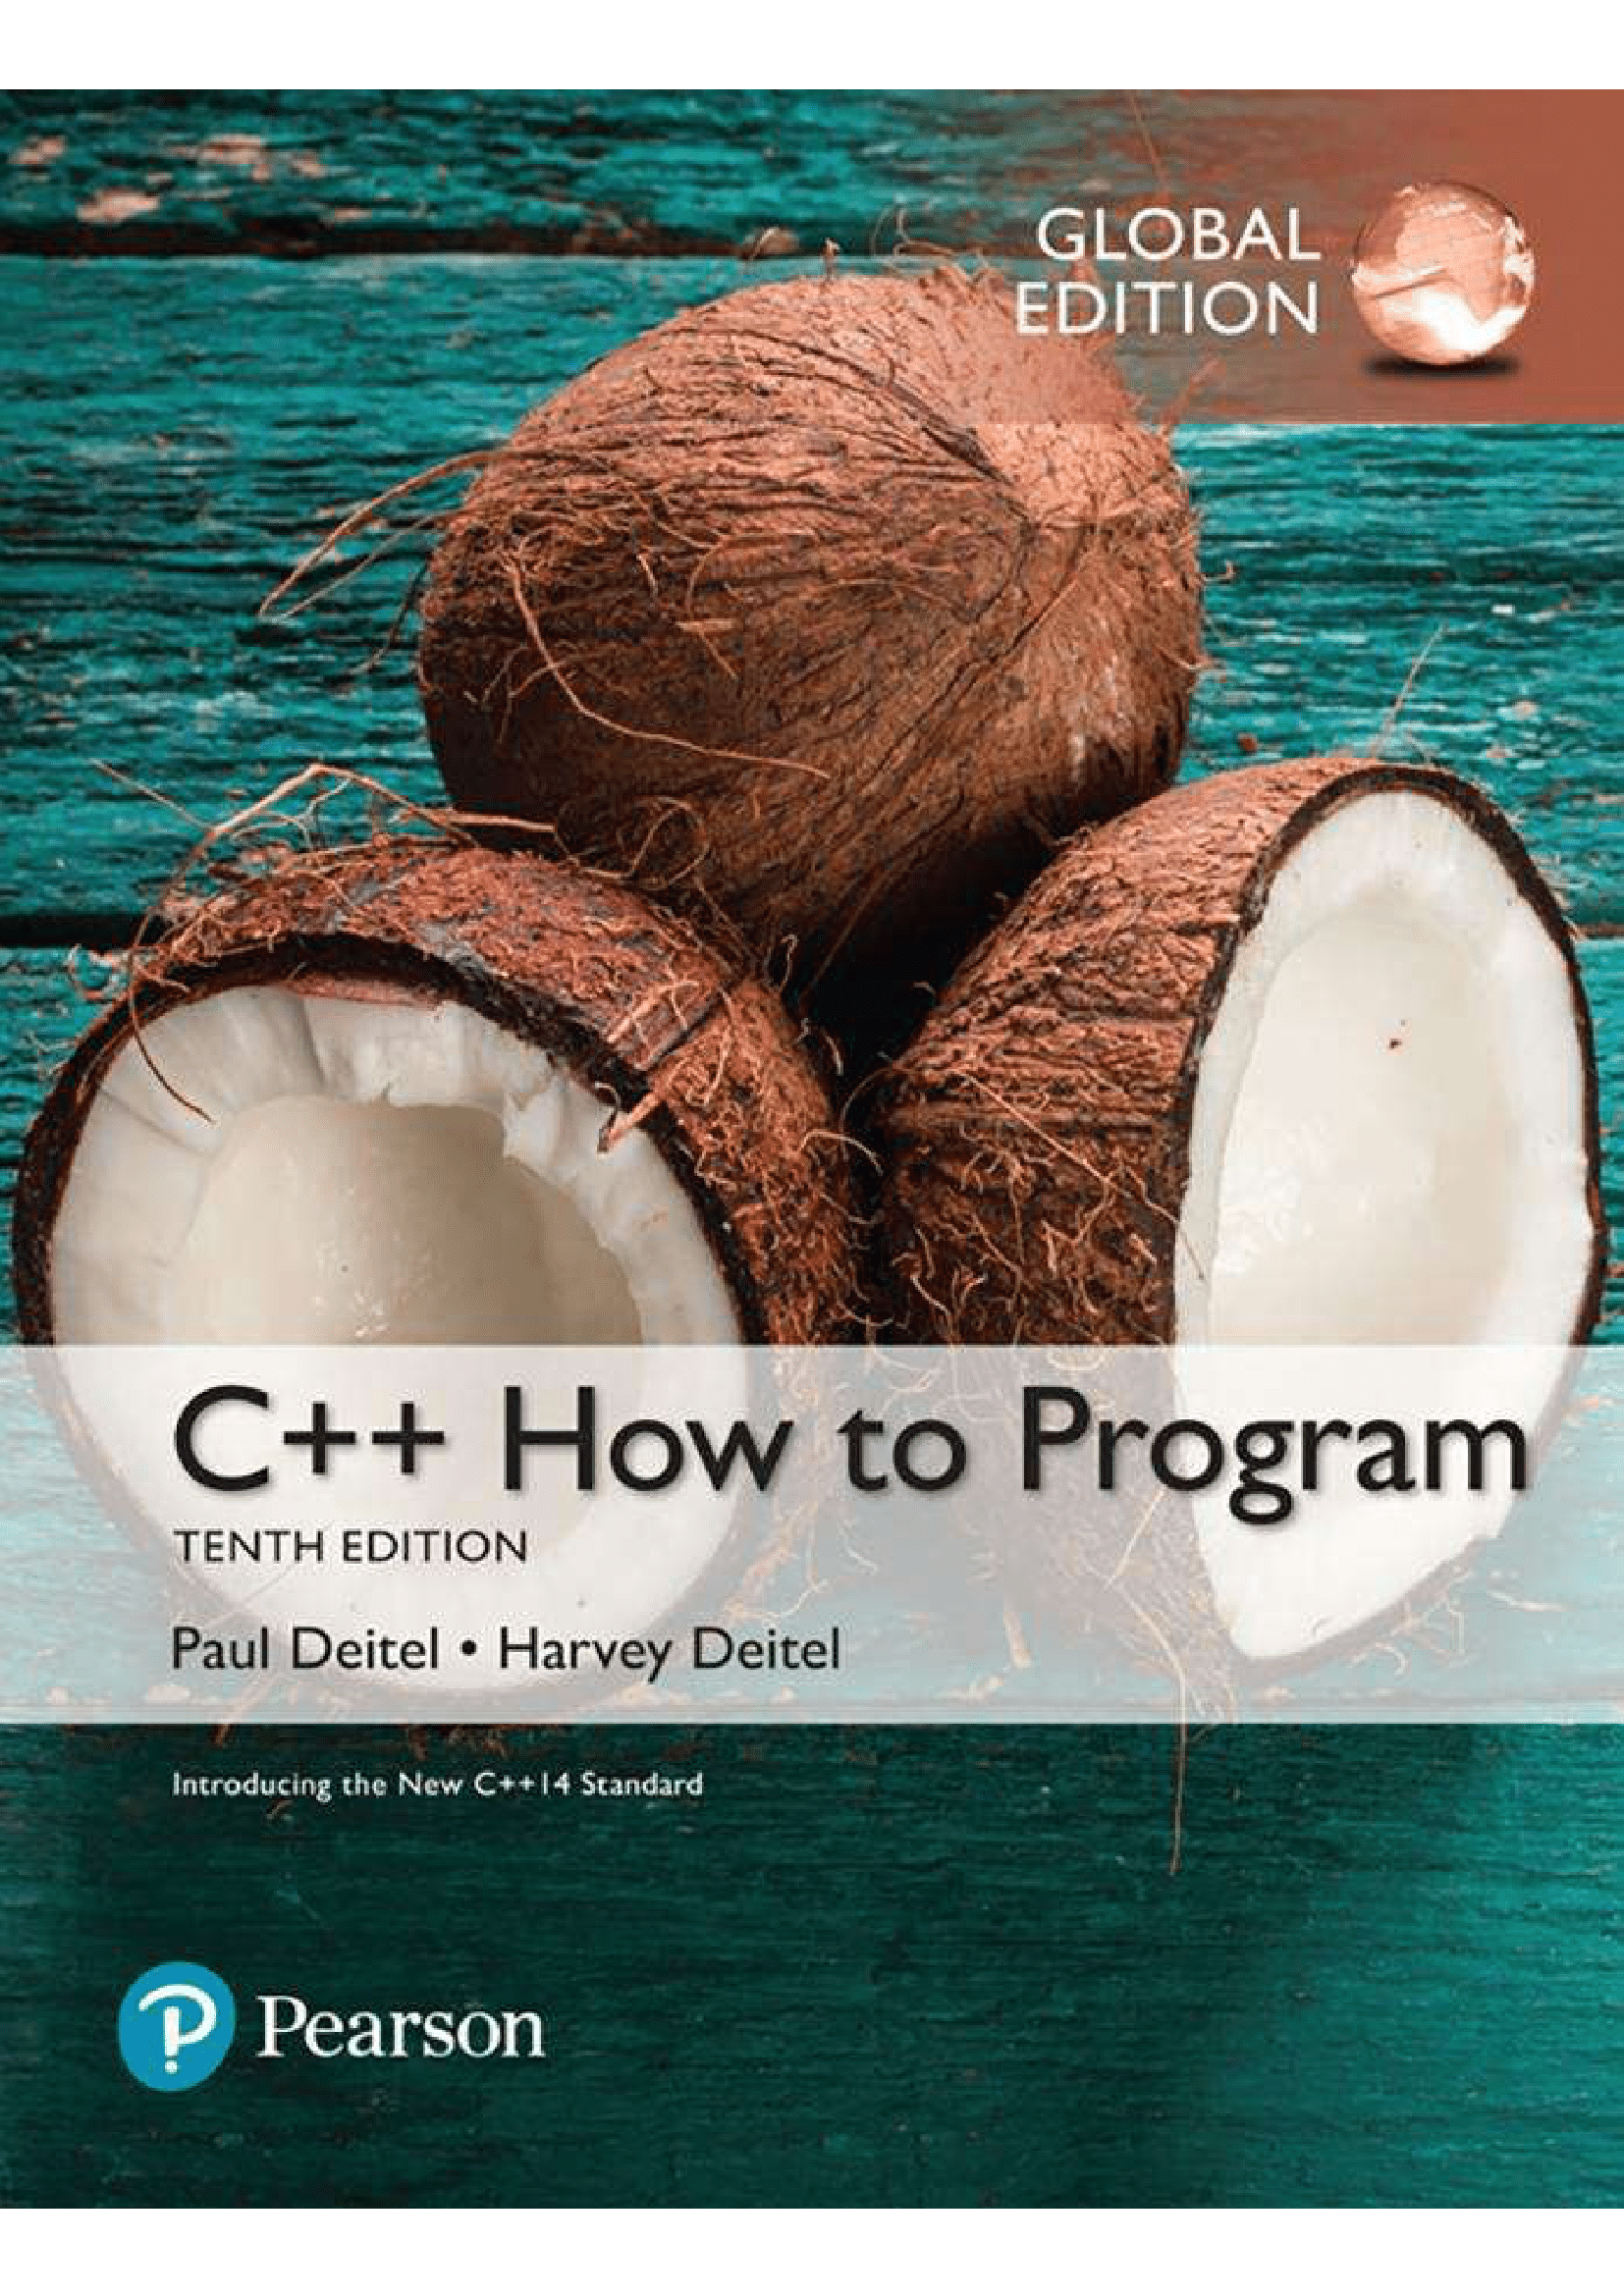 GLOBAL
EDITION
C++ How to Program
TENTH EDITION
Paul Deitel • Harvey Deitel
Introducing the New C++14 Standard
Pearson